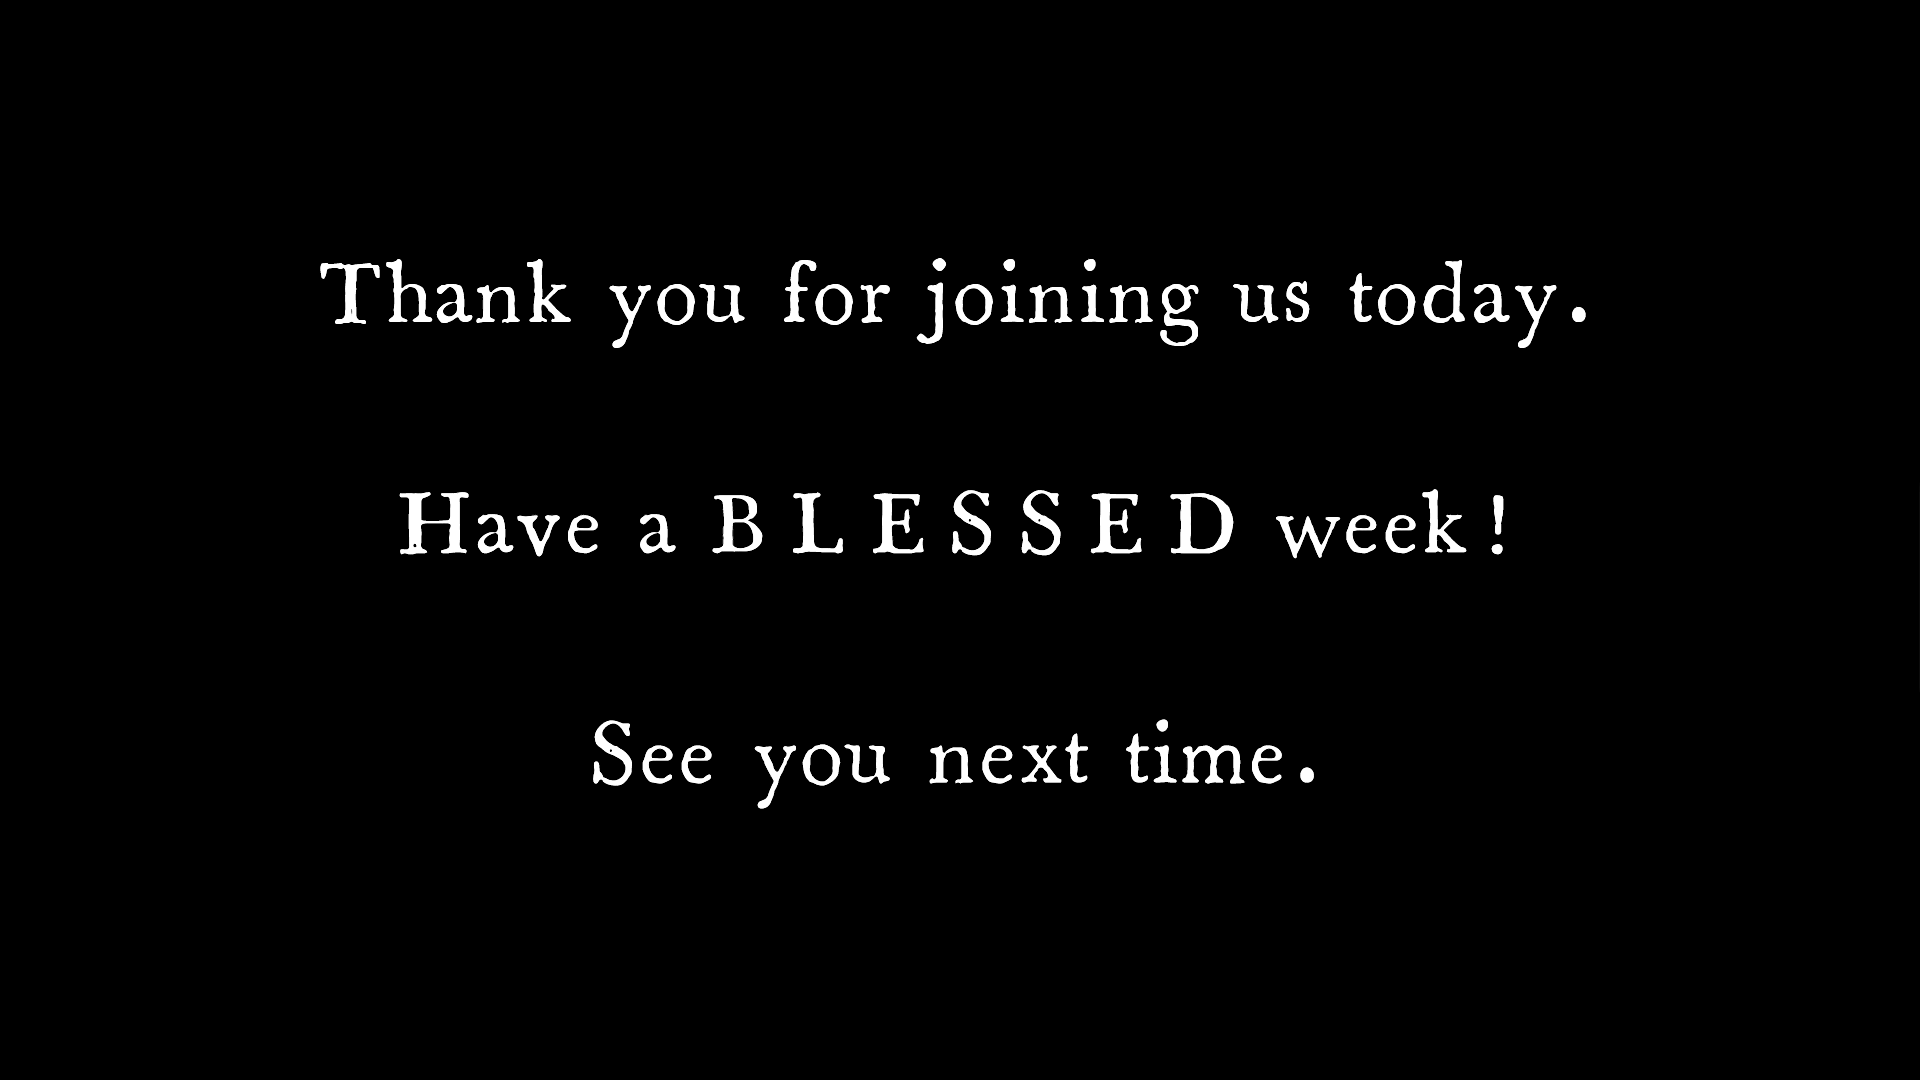 Thank you for joining us today.
Have a B L E S S E D week !
See you next time.